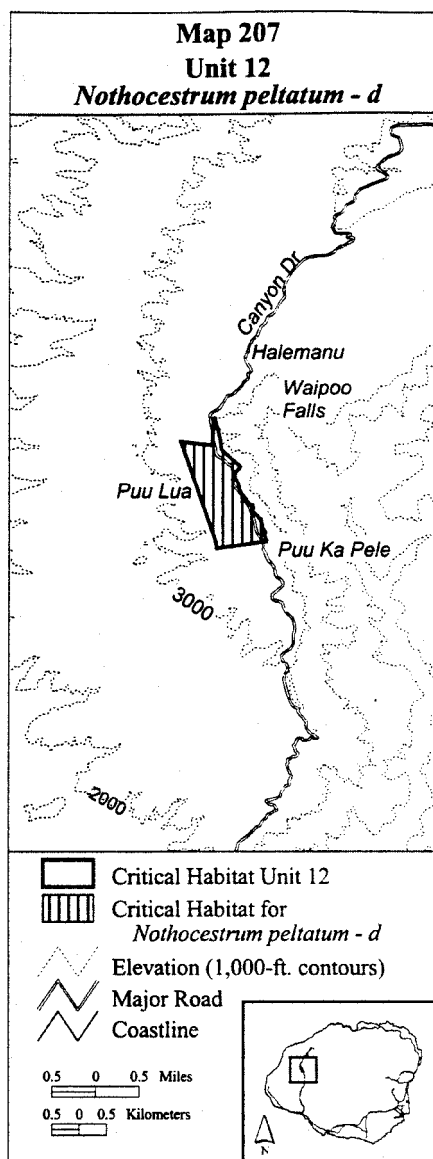 Map 207
Unit 12
Nothocestrum peltatum - d
Canyon Dr
Halemanu
Waipoo
Falls
Puu Lua
Puu Ka Pele
3000
2000
Critical Habitat Unit 12
Critical Habitat for
Nothocestrum peltatum - d
Elevation (1,000-ft. contours)
Major Road
Coastline
0.5 0 0.5 Miles
0.5 0 0.5 Kilometers
N